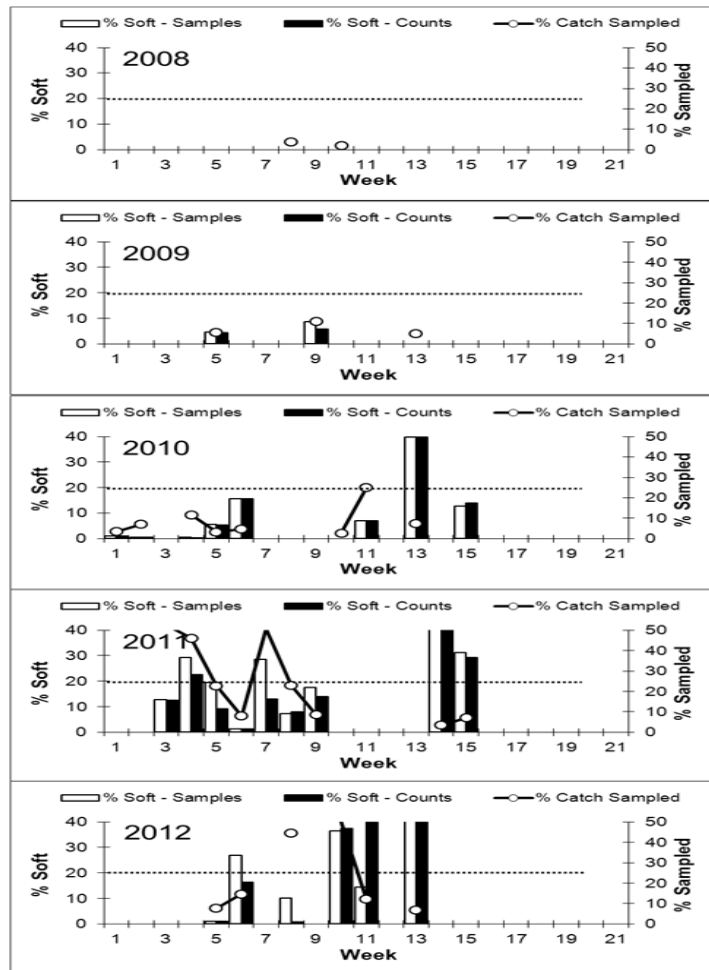 % Soft - Samples % Soft - Counts % Catch Sampled
40 50
2008
30 40
20 30
10 20
0 10
0
% Soft
% Sampled
1 3 5 7 9 11 13 15 17 19 21
Week
% Soft - Samples % Soft - Counts % Catch Sampled
40 50
2009
30 40
20 30
10 20
0 10
0
% Soft
% Sampled
1 3 5 7 9 11 13 15 17 19 21
Week
% Soft - Samples % Soft - Counts % Catch Sampled
40 50
2010
30 40
20 30
10 20
0 10
0
% Soft
% Sampled
1 3 5 7 9 11 13 15 17 19 21
Week
% Soft - Samples % Soft - Counts % Catch Sampled
40 50
2011
30 40
20 30
10 20
0 10
0
% Soft
% Sampled
1 3 5 7 9 11 13 15 17 19 21
Week
% Soft - Samples % Soft - Counts % Catch Sampled
40 50
2012
30 40
20 30
10 20
0 10
0
% Soft
% Sampled
1 3 5 7 9 11 13 15 17 19 21
Week